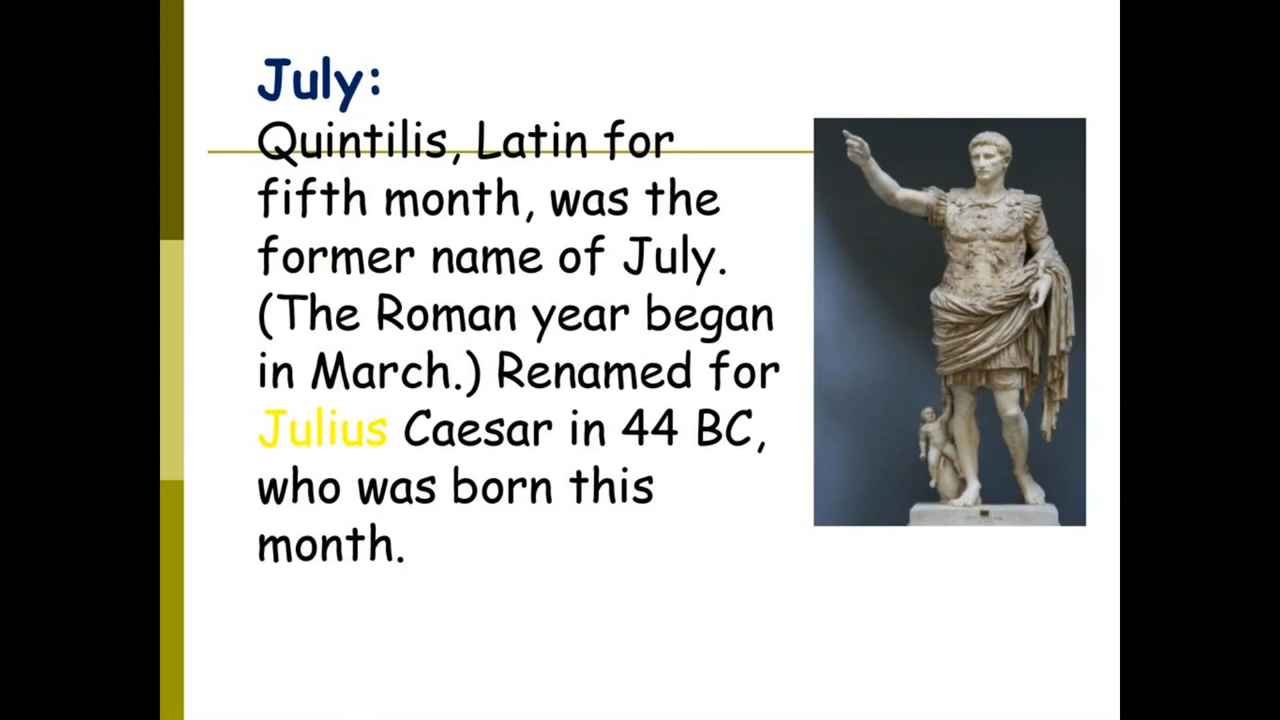 July:
Quintilis, Latin for
fifth month, was the
former name of July.
(The Roman year began
in March.) Renamed for
Julius Caesar in 44 BC,
who was born this
month.